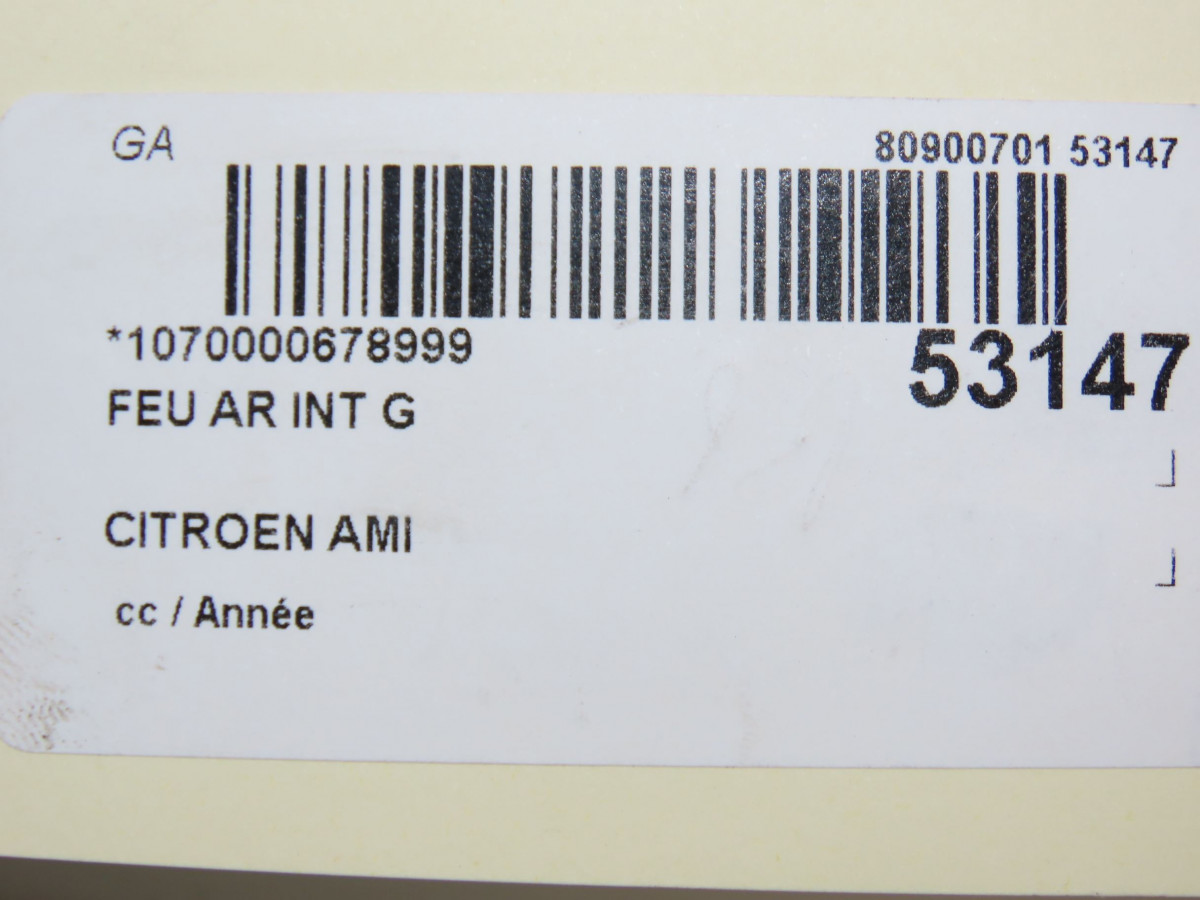 GA
80900701 53147
*1070000678999
53147
FEU AR INT G
CITROEN AMI
cc / Année